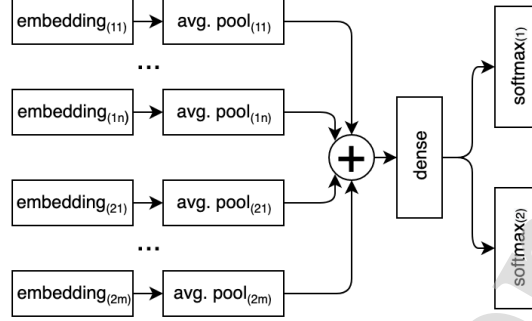 embedding(11) avg. pool(11)
...
embedding(1n) avg. pool(1n)
embedding(21) avg. pool(21)
...
embedding(2m) avg. pool(2m)
+
dense
softmax(1)
softmax(2)